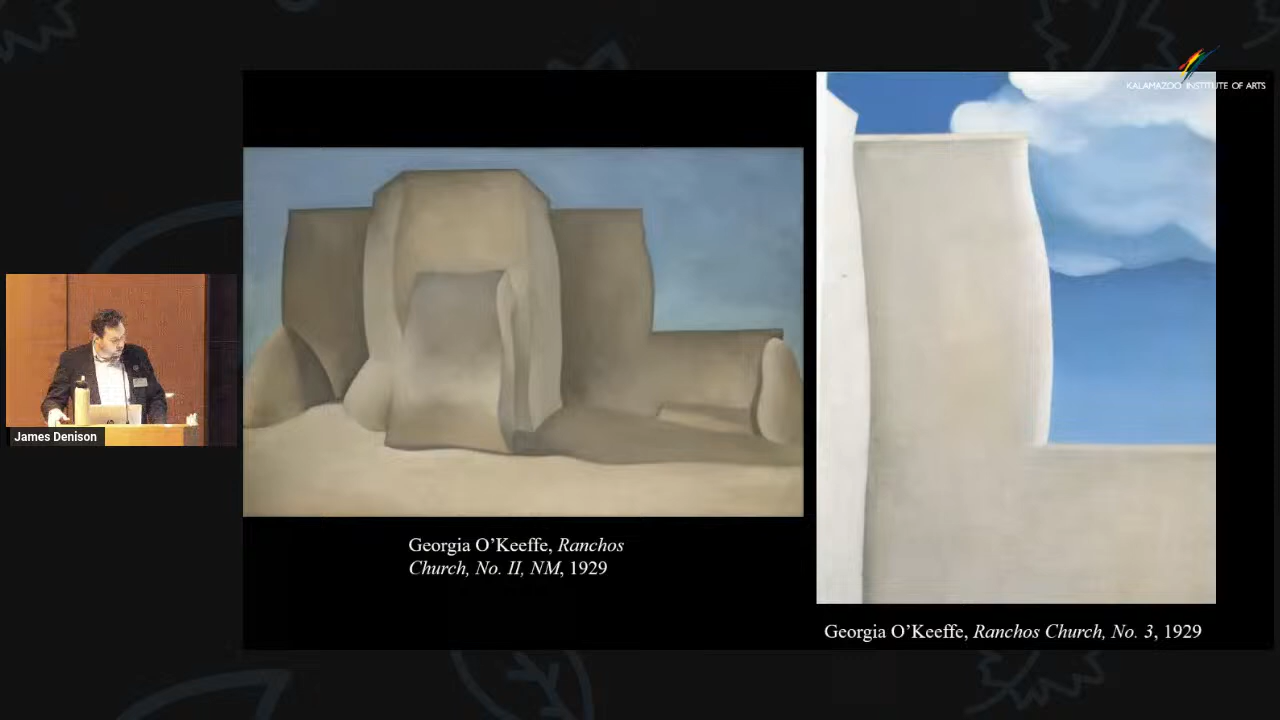 KALAMAZOO INSTITUTE OF ARTS
James Denison
Georgia O’Keeffe, Ranchos
Church, No. II, NM, 1929
Georgia O’Keeffe, Ranchos Church, No. 3, 1929